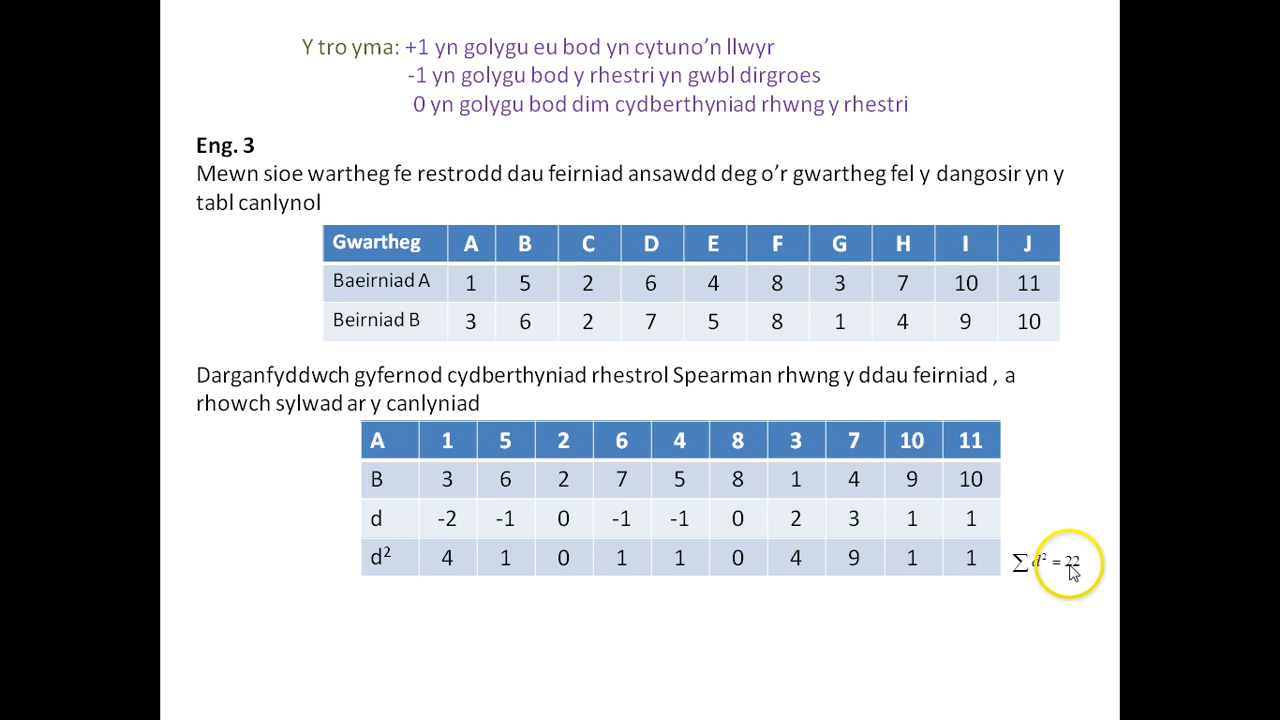 Y tro yma: +1 yn golygu eu bod yn cytuno’n llwyr
-1 yn golygu bod y rhestri yn gwbl dirgroes
0 yn golygu bod dim cydberthyniad rhwng y rhestri
Eng. 3
Mewn sioe wartheg fe restrodd dau feirniad ansawdd deg o’r gwartheg fel y dangosir yn y
tabl canlynol
Gwartheg A B C D E F G H I J
Baeirniad A 1 5 2 6 4 8 3 7 10 11
Beirniad B 3 6 2 7 5 8 1 4 9 10
Darganfyddwch gyfernod cydberthyniad rhestrol Spearman rhwng y ddau feirniad , a
rhowch sylwad ar y canlyniad
A 1 5 2 6 4 8 3 7 10 11
B 3 6 2 7 5 8 1 4 9 10
d -2 -1 0 -1 -1 0 2 3 1 1
d² 4 1 0 1 1 0 4 9 1 1
∑ d² = 22